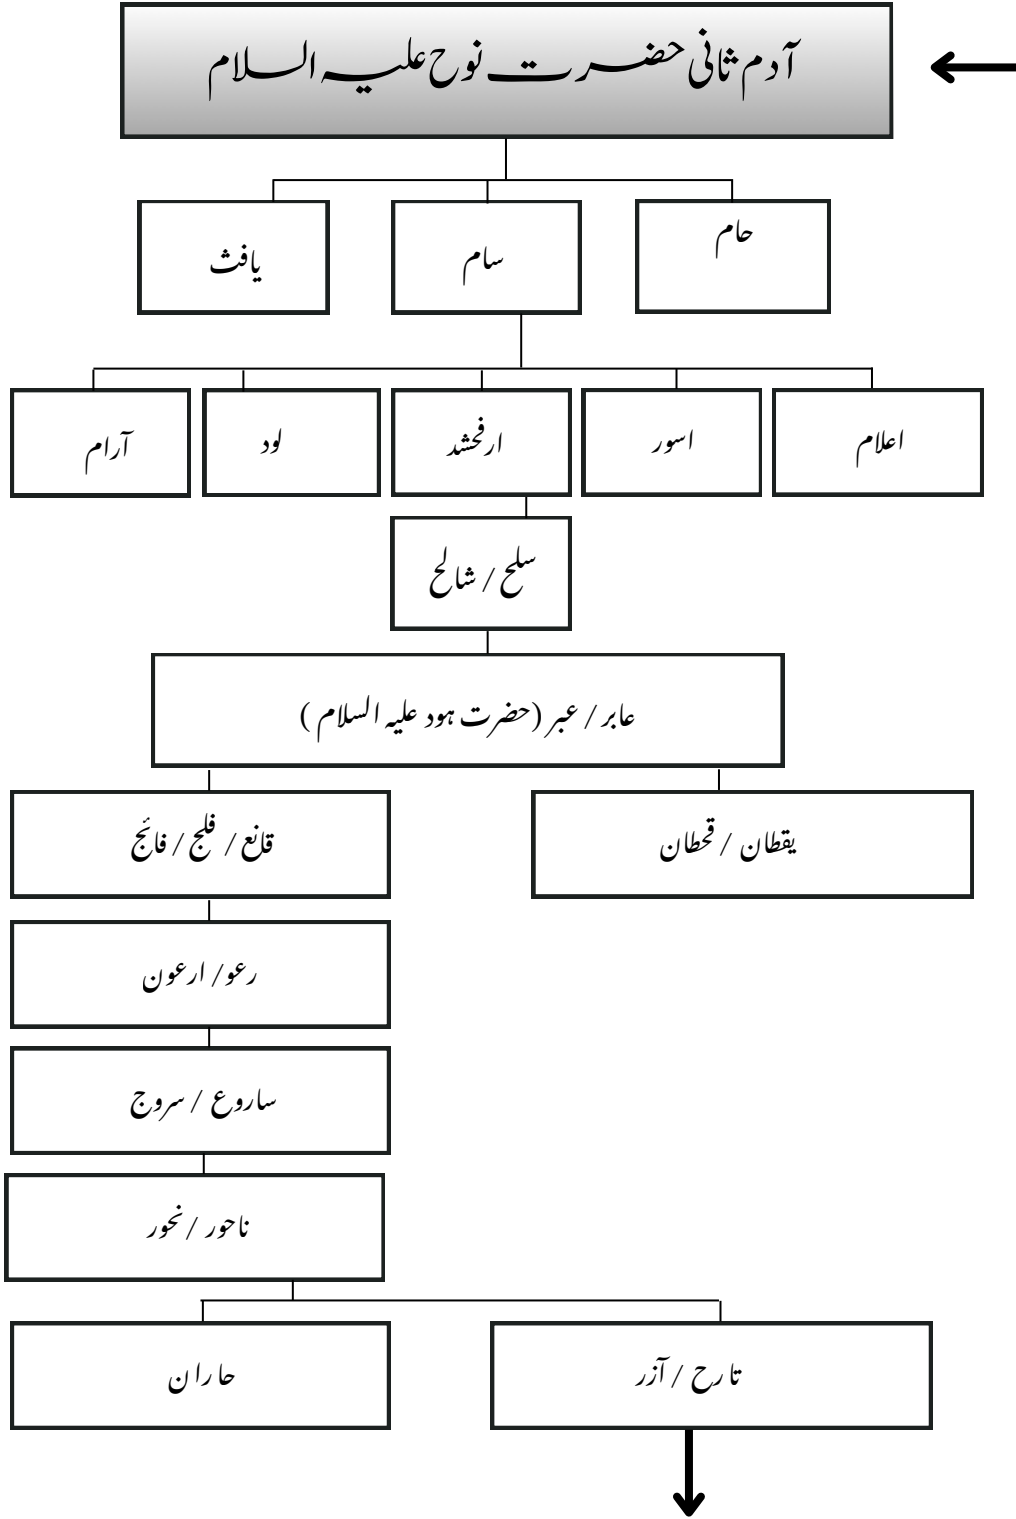 آدم ثانی حضرت نوح علیہ السلام
حام
سام
یافث
اعلام
اسور
ارفحشد
لود
آرام
سلح / شالح
عابر / عبر (حضرت ہود علیہ السلام )
یقطان / قحطان
قانع / فلج / فائج
رعو / ارعون
ساروع / سروج
ناحور / نحور
تارح / آزر
حاران